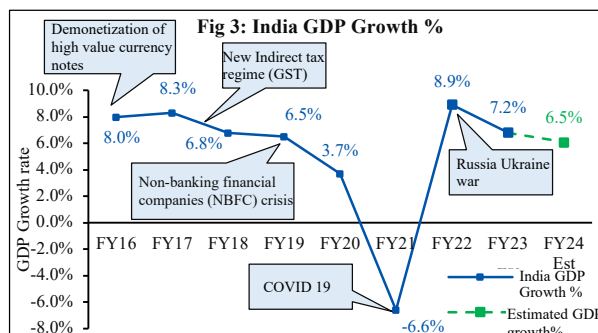 Fig 3: India GDP Growth %
Demonetization of
high value currency
notes
New Indirect tax
regime (GST)
10.0%
8.0%
6.0%
4.0%
2.0%
0.0%
-2.0%
-4.0%
-6.0%
-8.0%
GDP Growth rate
8.0%
8.3%
6.8%
6.5%
3.7%
-6.6%
8.9%
7.2%
6.5%
Non-banking financial
companies (NBFC) crisis
Russia Ukraine
war
COVID 19
FY16 FY17 FY18 FY19 FY20 FY21 FY22 FY23 FY24
Est
India GDP
Growth %
Estimated GDP
growth%